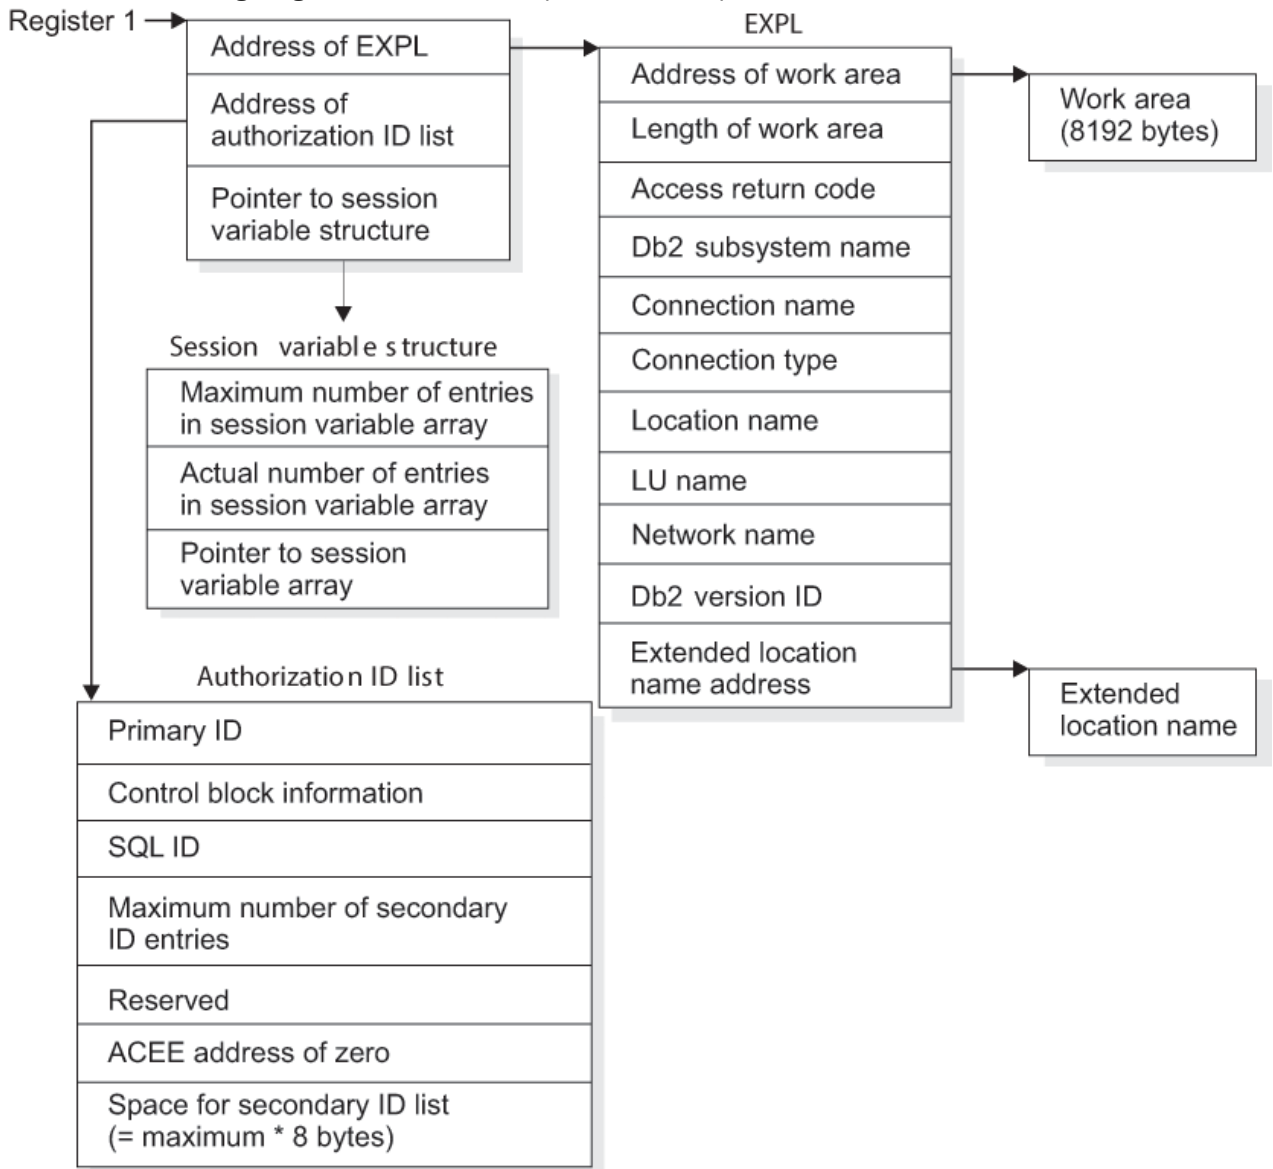 Register 1
Address of EXPL
Address of
authorization ID list
Pointer to session
variable structure
Session variable structure
Maximum number of entries
in session variable array
Actual number of entries
in session variable array
Pointer to session
variable array
EXPL
Address of work area
Length of work area
Access return code
Db2 subsystem name
Connection name
Connection type
Location name
LU name
Network name
Db2 version ID
Extended location
name address
Work area
(8192 bytes)
Extended
location name
Authorization ID list
Primary ID
Control block information
SQL ID
Maximum number of secondary
ID entries
Reserved
ACEE address of zero
Space for secondary ID list
(= maximum * 8 bytes)